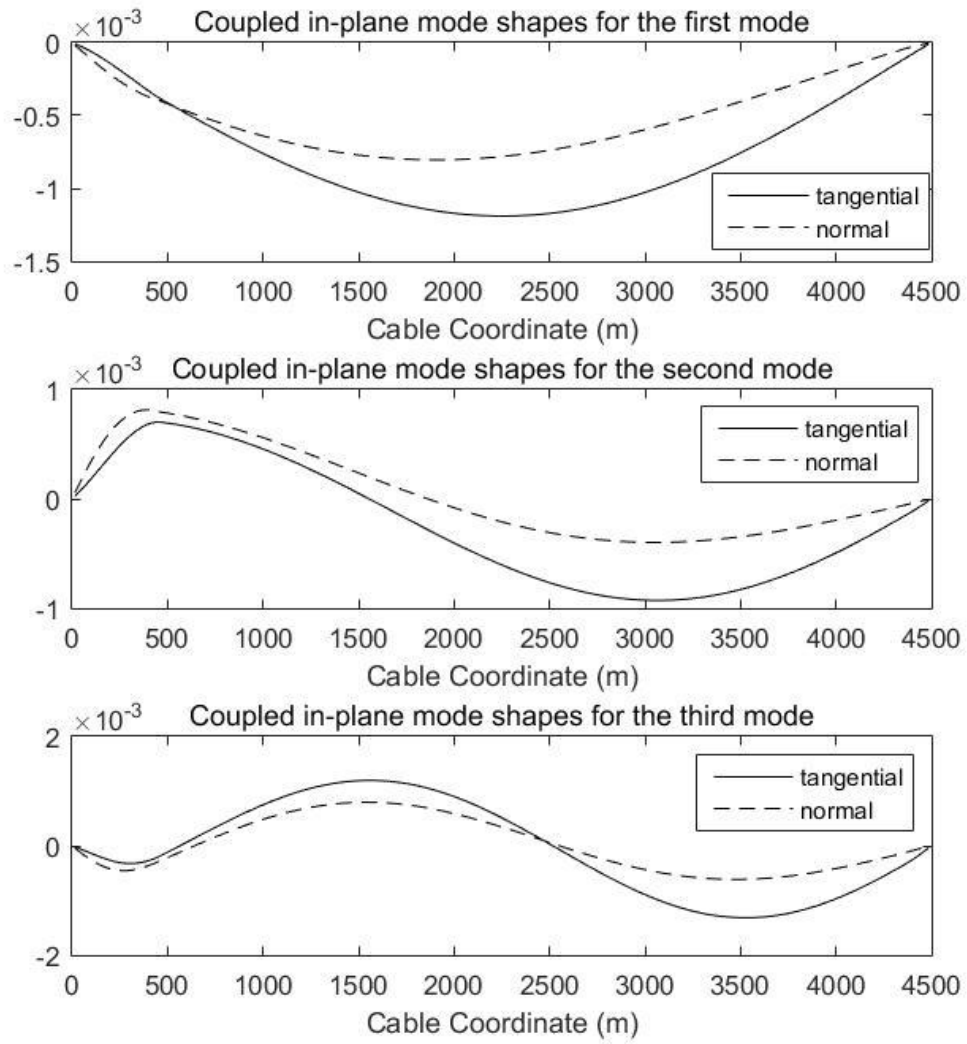 × 10⁻³ Coupled in-plane mode shapes for the first mode
0
-0.5
-1
-1.5
tangential
normal
0 500 1000 1500 2000 2500 3000 3500 4000 4500
Cable Coordinate (m)
× 10⁻³ Coupled in-plane mode shapes for the second mode
1
0
-1
tangential
normal
0 500 1000 1500 2000 2500 3000 3500 4000 4500
Cable Coordinate (m)
× 10⁻³ Coupled in-plane mode shapes for the third mode
2
0
-2
tangential
normal
0 500 1000 1500 2000 2500 3000 3500 4000 4500
Cable Coordinate (m)